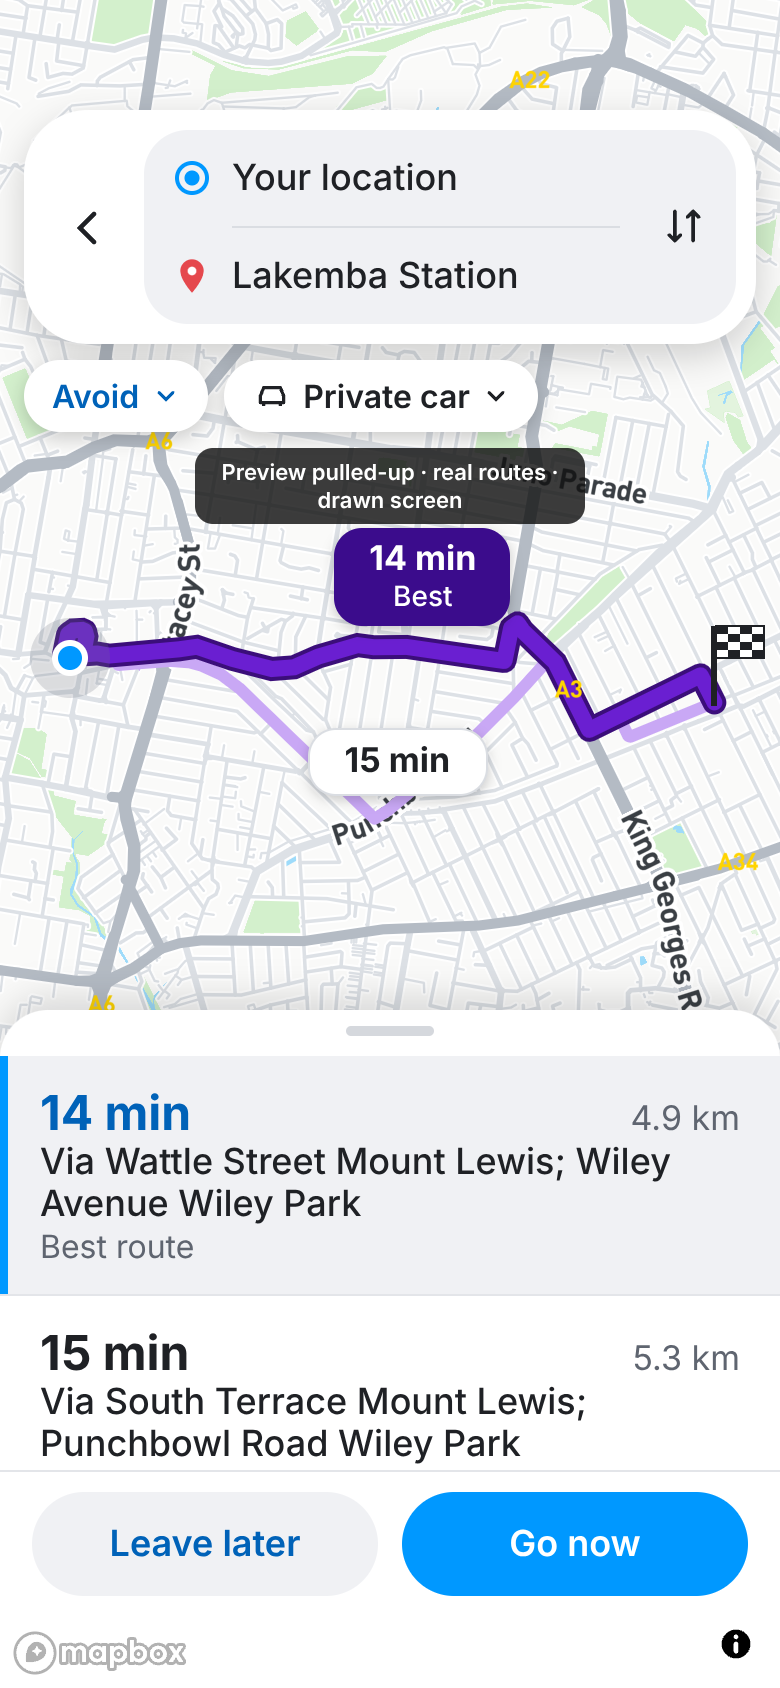 A22
Your location
Lakemba Station
Avoid
Private car
A6
Preview pulled-up · real routes ·
drawn screen
Parade
14 min
Best
acey St
A3
15 min
King Georges R
A34
A6
14 min
4.9 km
Via Wattle Street Mount Lewis; Wiley
Avenue Wiley Park
Best route
15 min
5.3 km
Via South Terrace Mount Lewis;
Punchbowl Road Wiley Park
Leave later
Go now
mapbox